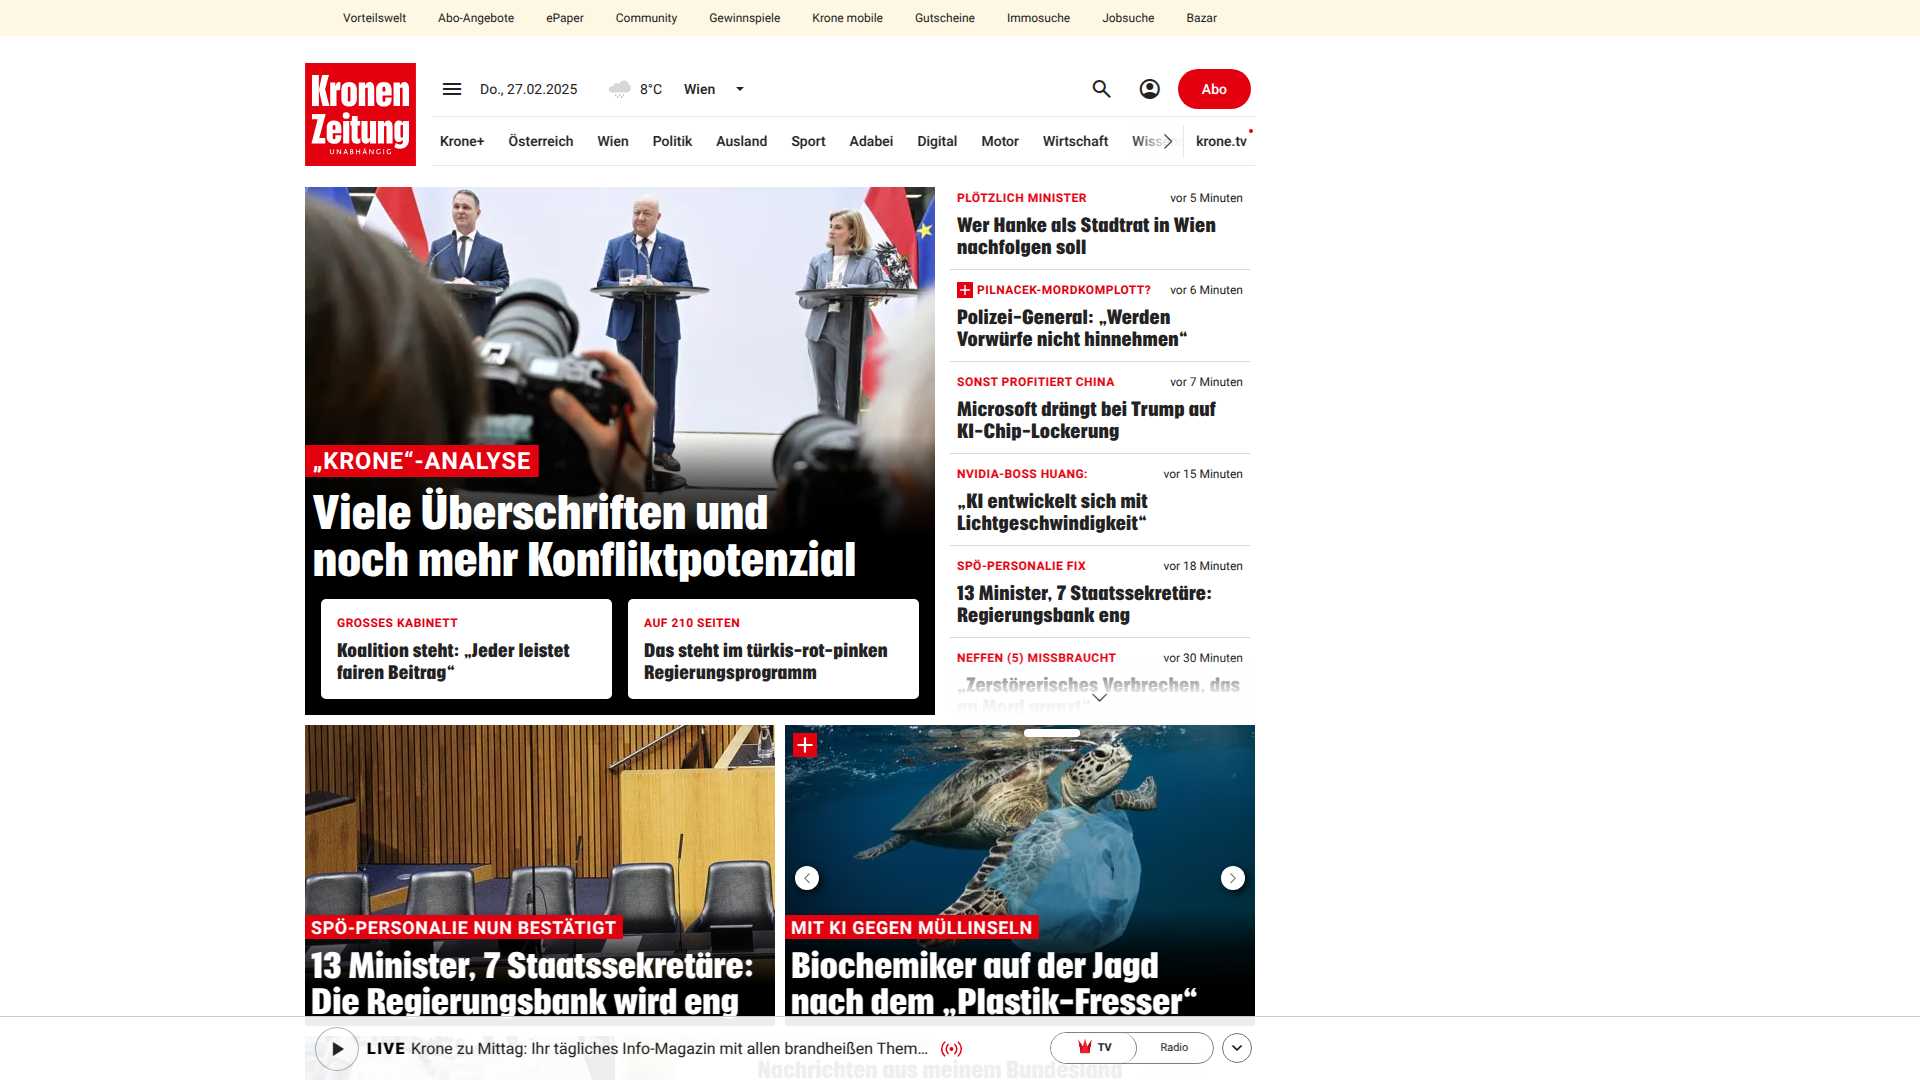 Vorteilswelt Abo-Angebote ePaper Community Gewinnspiele Krone mobile Gutscheine Immosuche Jobsuche Bazar
Kronen
Zeitung
UNABHÄNGIG
Do., 27.02.2025 8°C Wien Abo
Krone+ Österreich Wien Politik Ausland Sport Adabei Digital Motor Wirtschaft krone.tv
„KRONE“-ANALYSE
Viele Überschriften und
noch mehr Konfliktpotenzial
GROSSES KABINETT
Koalition steht: „Jeder leistet
fairen Beitrag“
AUF 210 SEITEN
Das steht im türkis-rot-pinken
Regierungsprogramm
PLÖTZLICH MINISTER vor 5 Minuten
Wer Hanke als Stadtrat in Wien
nachfolgen soll
PILNACEK-MORDKOMPLOTT? vor 6 Minuten
Polizei-General: „Werden
Vorwürfe nicht hinnehmen“
SONST PROFITIERT CHINA vor 7 Minuten
Microsoft drängt bei Trump auf
KI-Chip-Lockerung
NVIDIA-BOSS HUANG: vor 15 Minuten
„KI entwickelt sich mit
Lichtgeschwindigkeit“
SPÖ-PERSONALIE FIX vor 18 Minuten
13 Minister, 7 Staatssekretäre:
Regierungsbank eng
NEFFEN (5) MISSBRAUCHT vor 30 Minuten
„Zerstörerisches Verbrechen, das
an Mord grenzt“
SPÖ-PERSONALIE NUN BESTÄTIGT
13 Minister, 7 Staatssekretäre:
Die Regierungsbank wird eng
MIT KI GEGEN MÜLLINSELN
Biochemiker auf der Jagd
nach dem „Plastik-Fresser“
LIVE Krone zu Mittag: Ihr tägliches Info-Magazin mit allen brandheißen Them... TV Radio
Nachrichten aus meinem Bundesland